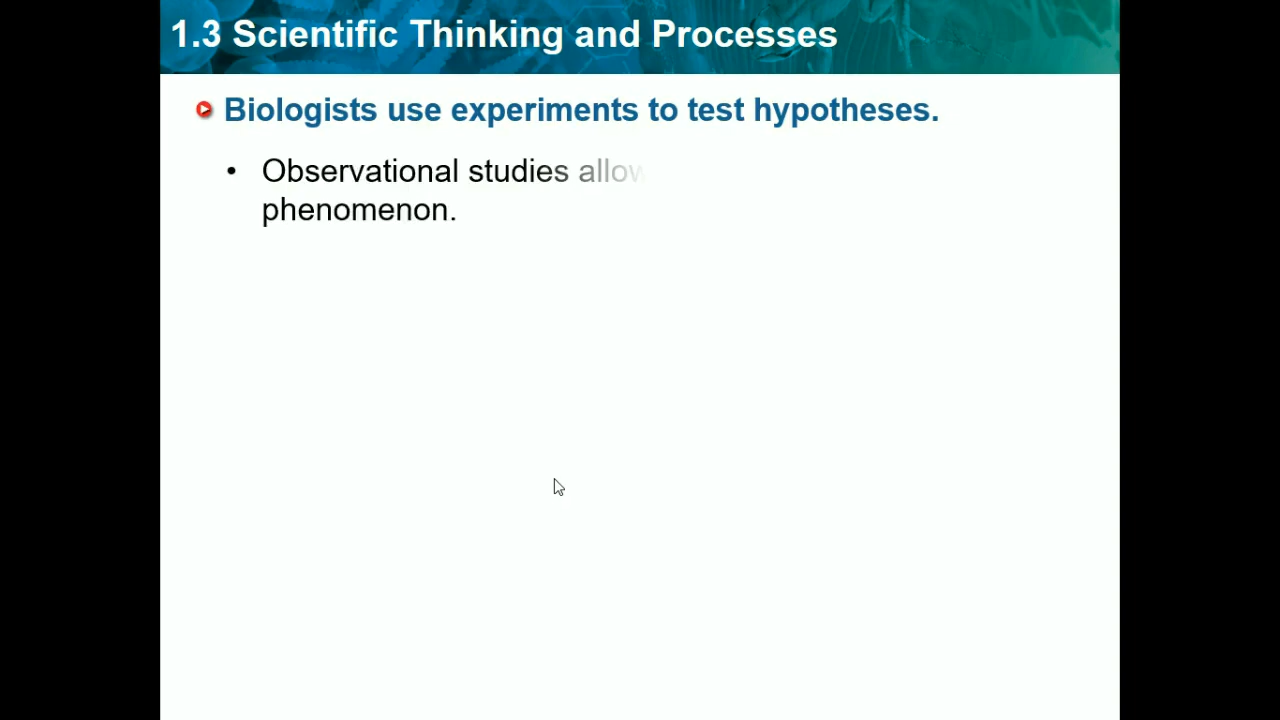 1.3 Scientific Thinking and Processes
Biologists use experiments to test hypotheses.
• Observational studies allow
phenomenon.